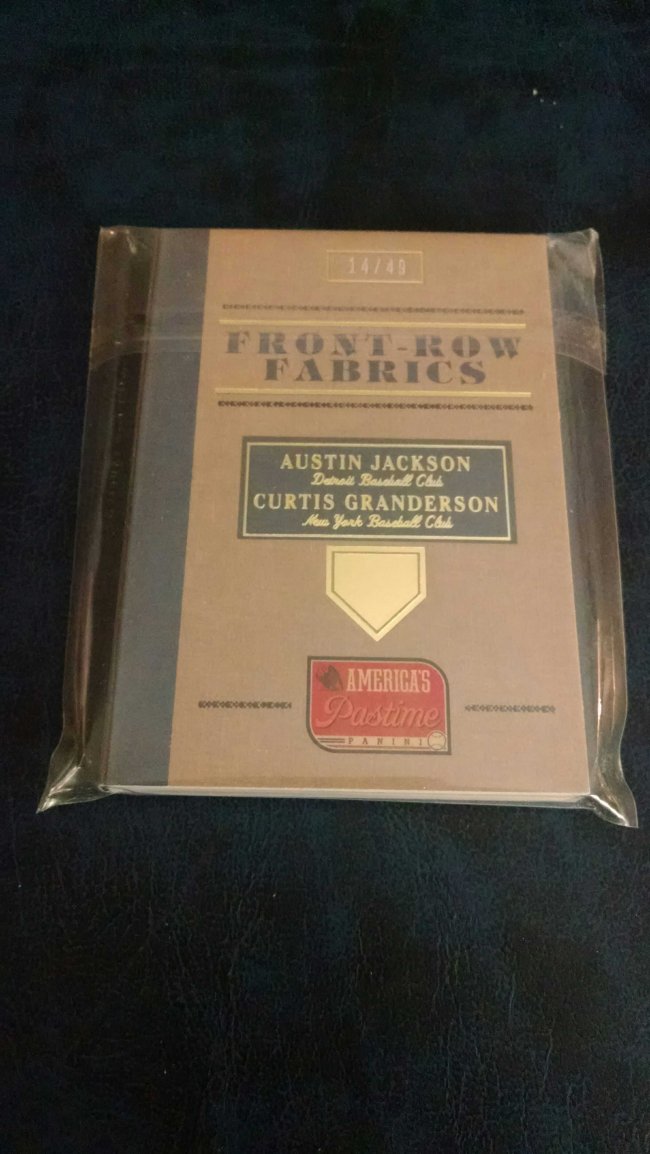 14/49
FRONT-ROW
FABRICS
AUSTIN JACKSON
Detroit Baseball Club
CURTIS GRANDERSON
New York Baseball Club
AMERICA'S
Pastime
PANINI